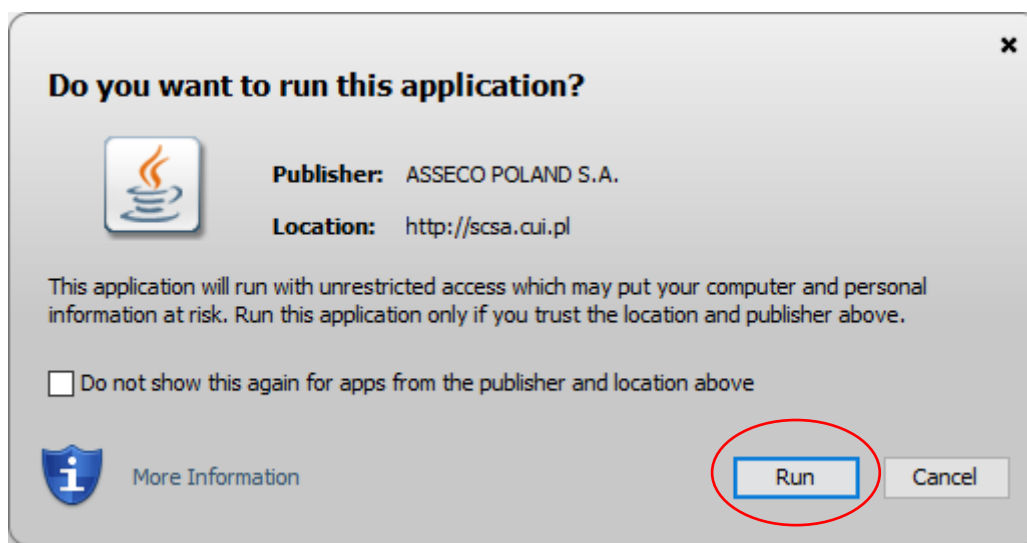 Do you want to run this application?
Publisher: ASSECO POLAND S.A.
Location: http://scsa.cui.pl
This application will run with unrestricted access which may put your computer and personal
information at risk. Run this application only if you trust the location and publisher above.
Do not show this again for apps from the publisher and location above
More Information
Run
Cancel